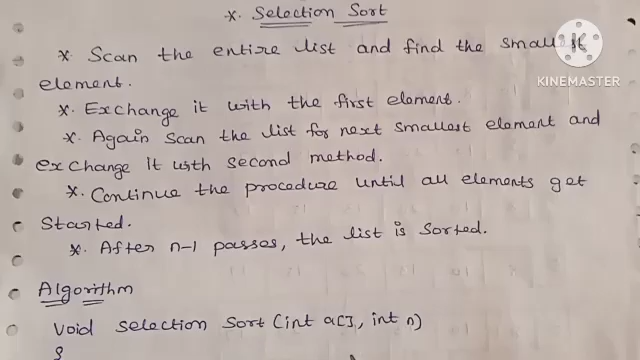 * Selection Sort
* Scan the entire list and find the smallest
element.
* Exchange it with the first element.
* Again scan the list for next smallest element and
exchange it with second method.
* Continue the procedure until all elements get
Started.
* After n-1 passes, the list is sorted.
Algorithm
Void selection sort (int a[], int n)
{
KINEMASTER